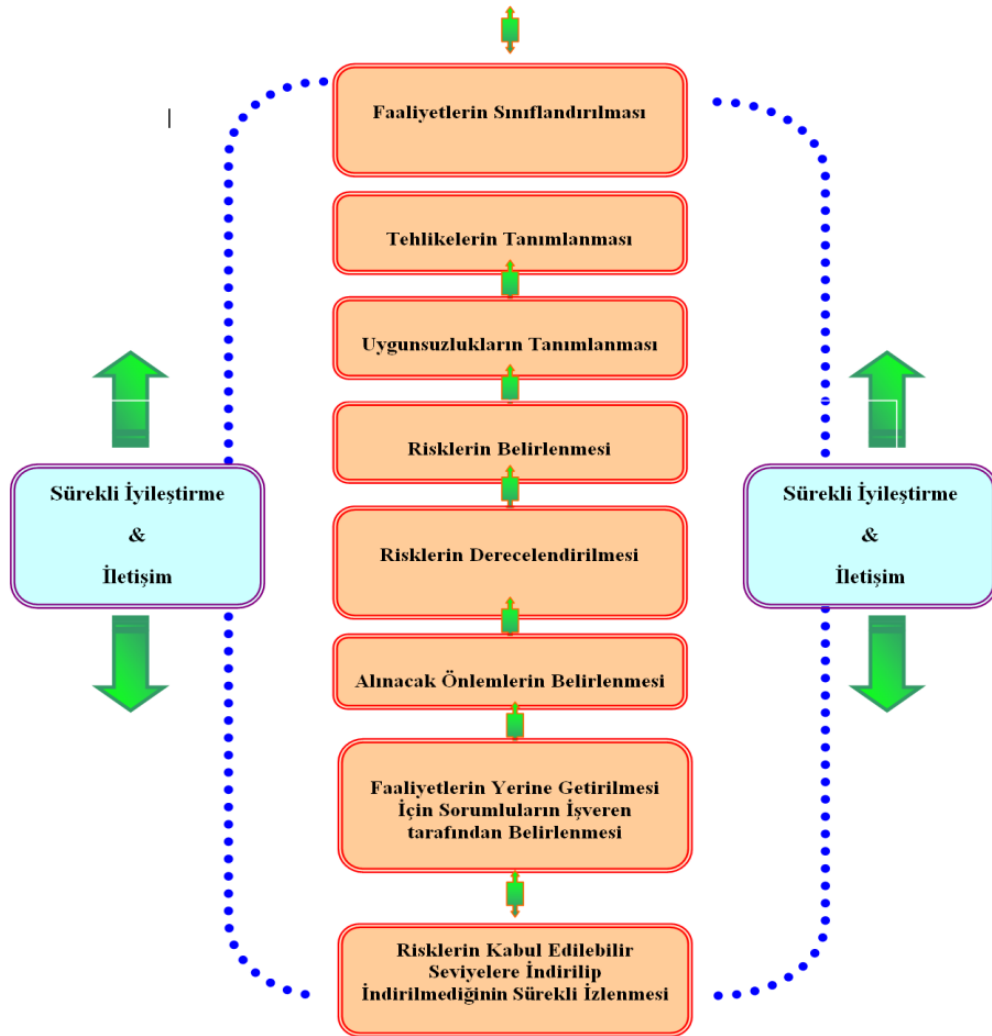 Faaliyetlerin Sınıflandırılması
Tehlikelerin Tanımlanması
Uygunsuzlukların Tanımlanması
Risklerin Belirlenmesi
Sürekli İyileştirme
&
İletişim
Sürekli İyileştirme
&
İletişim
Risklerin Derecelendirilmesi
Alınacak Önlemlerin Belirlenmesi
Faaliyetlerin Yerine Getirilmesi
İçin Sorumluların İşveren
tarafından Belirlenmesi
Risklerin Kabul Edilebilir
Seviyelere İndirilip
İndirilmediğinin Sürekli İzlenmesi